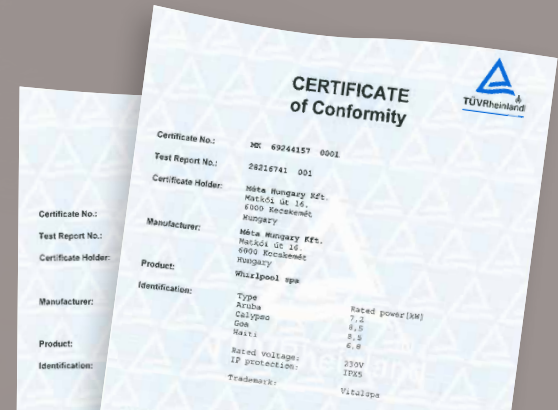 CERTIFICATE
of Conformity
TÜVRheinland
Certificate No.: MX 69244157 0001
Test Report No.: 28216741 001
Certificate Holder: Méta Hungary Kft.
Matkói út 16.
6000 Kecskemét
Hungary
Manufacturer: Méta Hungary Kft.
Matkói út 16.
6000 Kecskemét
Hungary
Product: Whirlpool spa
Identification: Type Rated power[kW]
Aruba 7,2
Calypso 8,5
Goa 8,5
Haiti 6,8
Rated voltage: 230V
IP protection: IPX5
Trademark: Vitalspa
Certificate No.:
Test Report No.:
Certificate Holder:
Manufacturer:
Product:
Identification: